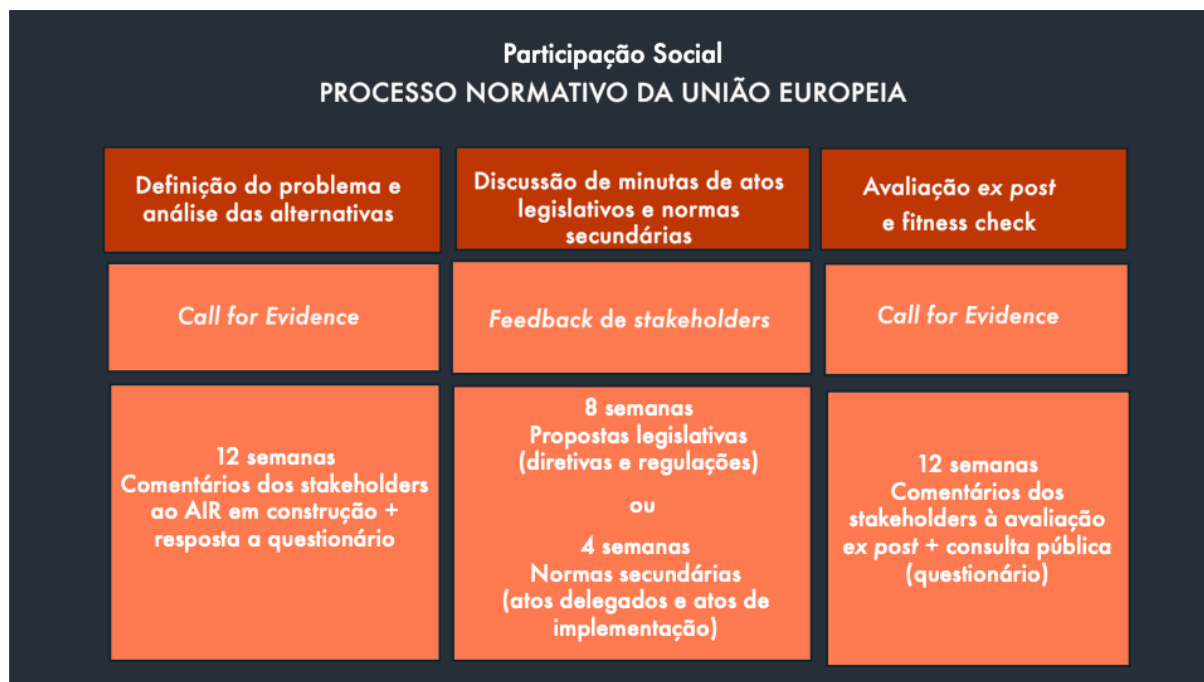 Participação Social
PROCESSO NORMATIVO DA UNIÃO EUROPEIA
Definição do problema e
análise das alternativas
Call for Evidence
12 semanas
Comentários dos stakeholders
ao AIR em construção +
resposta a questionário
Discussão de minutas de atos
legislativos e normas
secundárias
Feedback de stakeholders
8 semanas
Propostas legislativas
(diretivas e regulações)
ou
4 semanas
Normas secundárias
(atos delegados e atos de
implementação)
Avaliação ex post
e fitness check
Call for Evidence
12 semanas
Comentários dos
stakeholders à avaliação
ex post + consulta pública
(questionário)